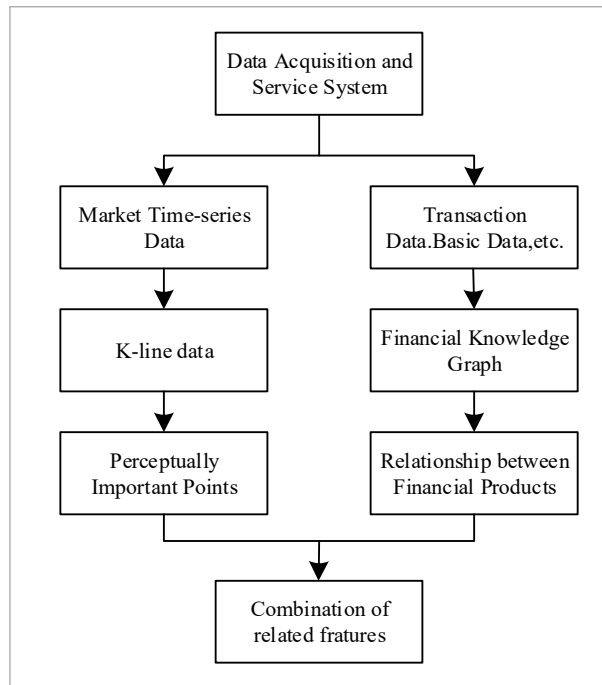 Data Acquisition and
Service System
Market Time-series
Data
Transaction
Data.Basic Data,etc.
K-line data
Financial Knowledge
Graph
Perceptually
Important Points
Relationship between
Financial Products
Combination of
related fratures